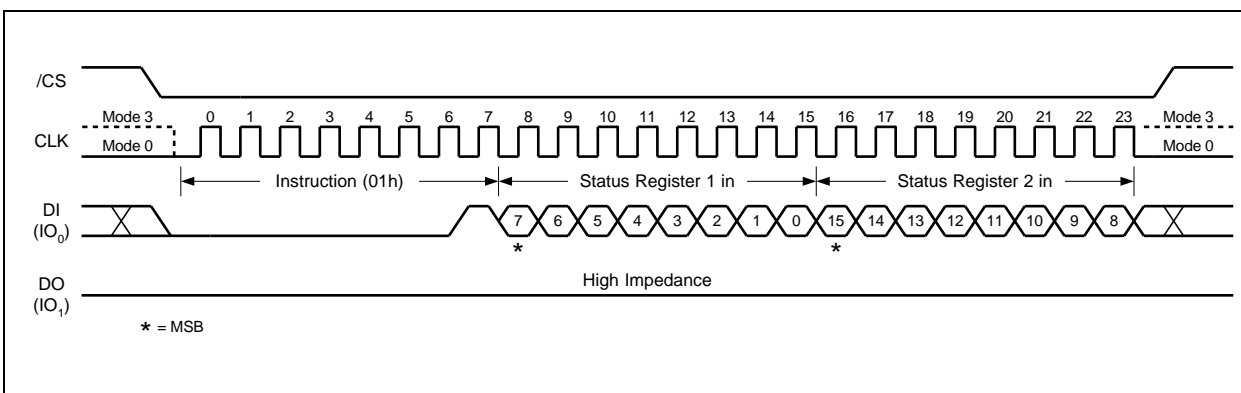 /CS
Mode 3 0 1 2 3 4 5 6 7 8 9 10 11 12 13 14 15 16 17 18 19 20 21 22 23 Mode 3
CLK Mode 0 Mode 0
Instruction (01h) Status Register 1 in Status Register 2 in
DI
(IO0) 7 6 5 4 3 2 1 0 15 14 13 12 11 10 9 8
* *
DO High Impedance
(IO1)
* = MSB